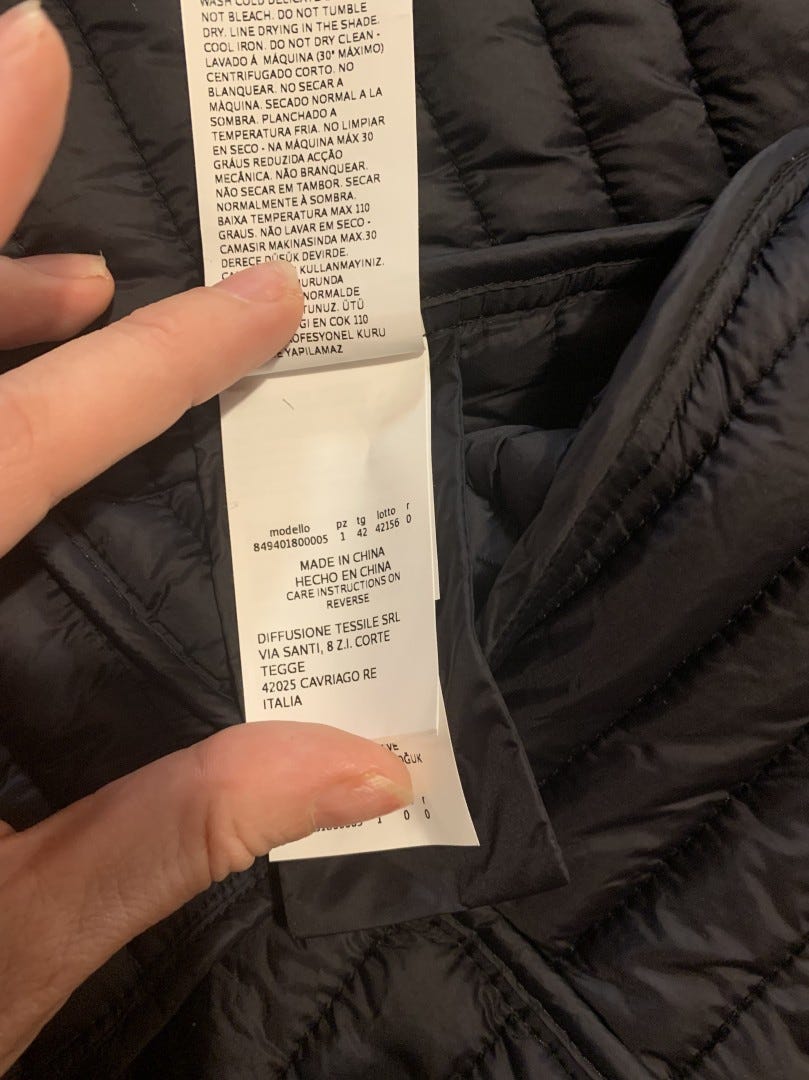 NOT BLEACH. DO NOT TUMBLE
DRY. LINE DRYING IN THE SHADE.
COOL IRON. DO NOT DRY CLEAN -
LAVADO À MÁQUINA (30° MÁXIMO)
CENTRIFUGADO CORTO. NO
BLANQUEAR. NO SECAR A
MÁQUINA. SECADO NORMAL A LA
SOMBRA. PLANCHADO A
TEMPERATURA FRIA. NO LIMPIAR
EN SECO - NA MÁQUINA MÁX 30
GRÁUS REDUZIDA ACÇÃO
MECÂNICA. NÃO BRANQUEAR.
NÃO SECAR EM TAMBOR. SECAR
NORMALMENTE À SOMBRA.
BAIXA TEMPERATURA MAX 110
GRAUS. NÃO LAVAR EM SECO -
CAMASIR MAKINASINDA MAX.30
DERECE DÜSÜK DEVIRDE.
KULLANMAYINIZ.
NORMALDE
ÜTÜ
EN COK 110
KURU
YAPILAMAZ
modello pz tg lotto r
849401800005 1 42 42156 0
MADE IN CHINA
HECHO EN CHINA
CARE INSTRUCTIONS ON
REVERSE
DIFFUSIONE TESSILE SRL
VIA SANTI, 8 Z.I. CORTE
TEGGE
42025 CAVRIAGO RE
ITALIA
VE
r
1 0 0